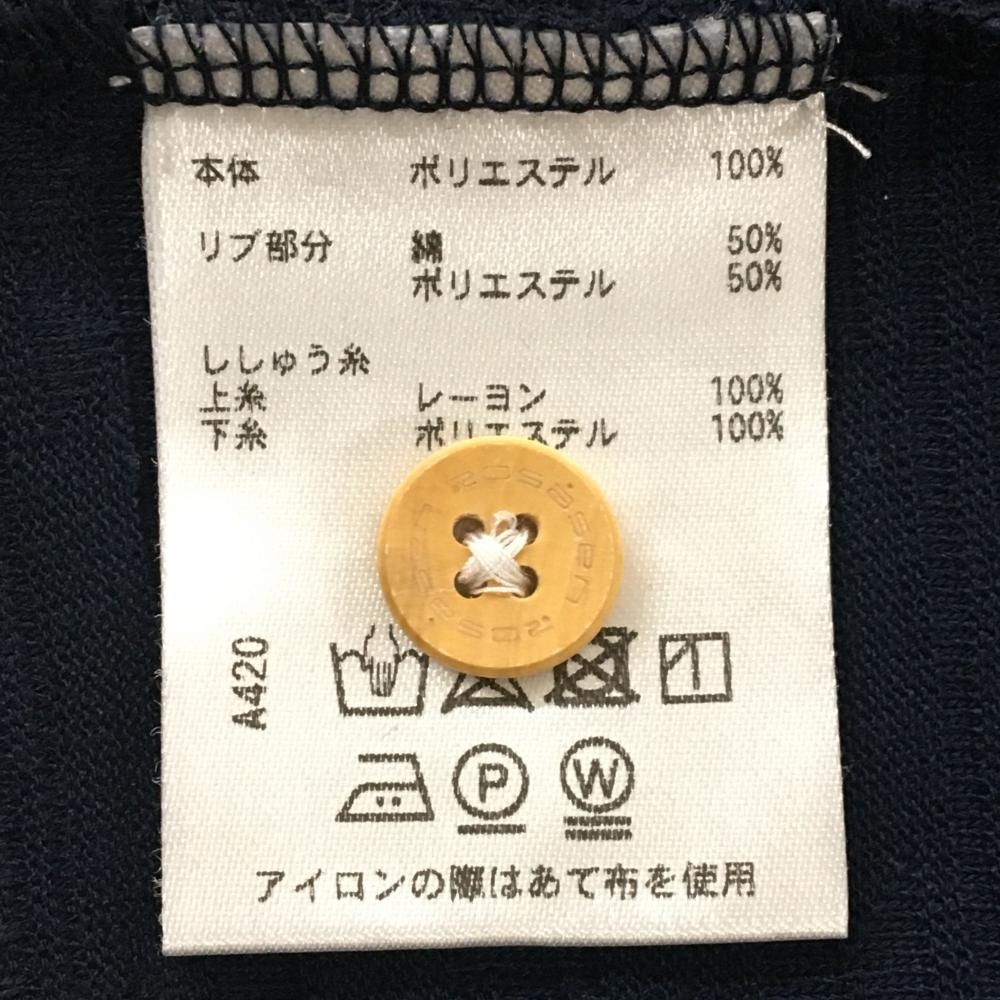 本体 ポリエステル 100%
リブ部分 綿 50%
ポリエステル 50%
ししゅう糸
上糸 レーヨン 100%
下糸 ポリエステル 100%
rosasen
rosasen
A420
P W
アイロンの際はあて布を使用